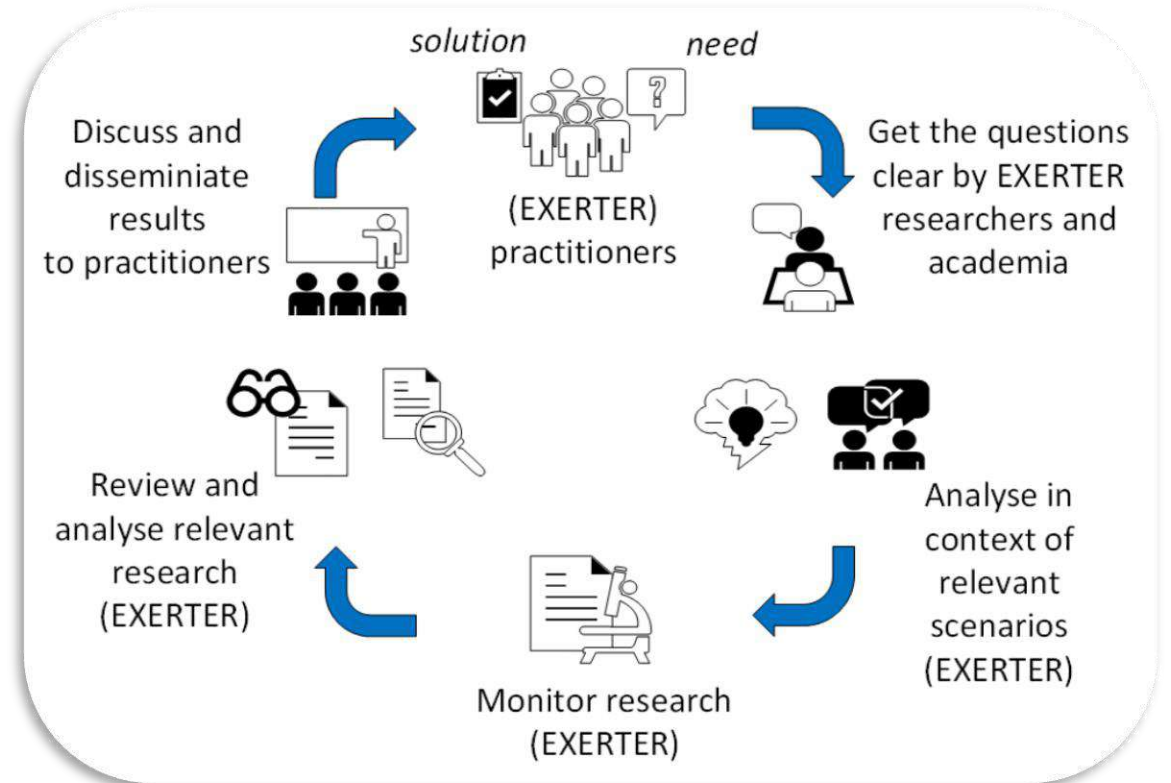 solution
need
?
(EXERTER)
practitioners
Get the questions
clear by EXERTER
researchers and
academia
Analyse in
context of
relevant
scenarios
(EXERTER)
Monitor research
(EXERTER)
Review and
analyse relevant
research
(EXERTER)
Discuss and
disseminiate
results
to practitioners